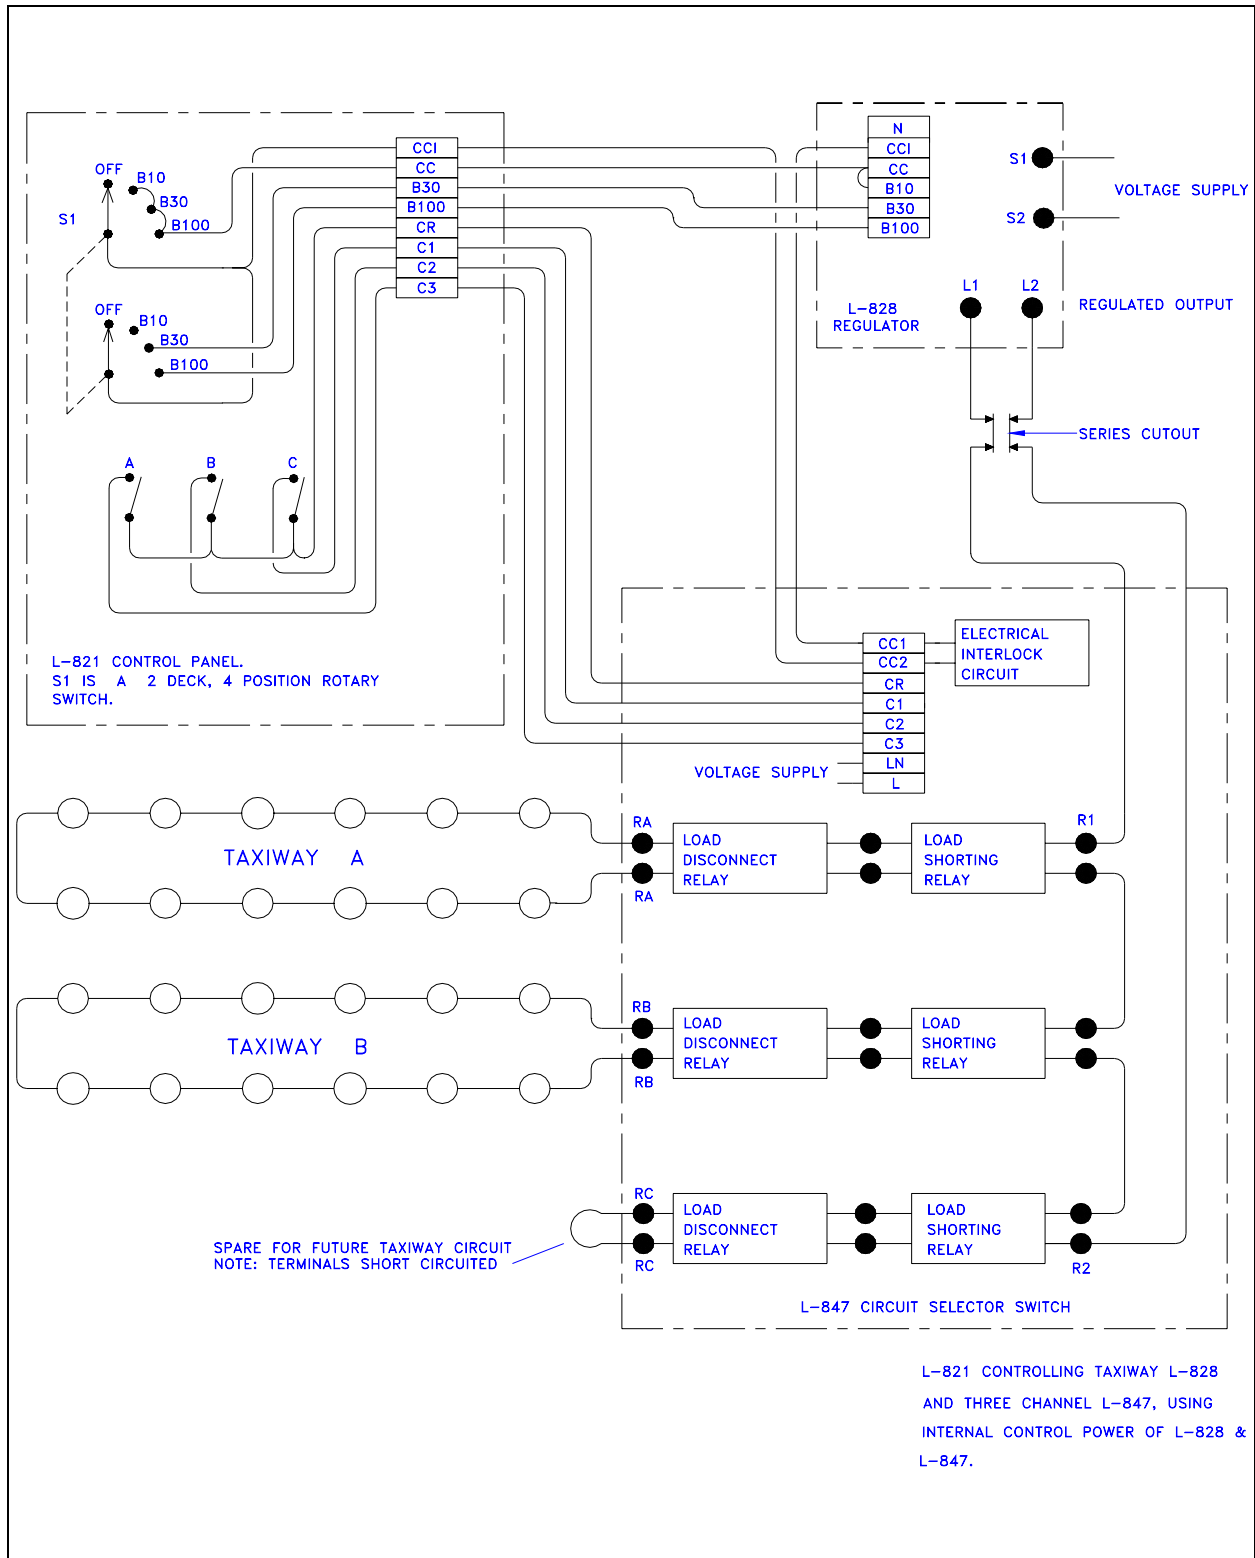 OFF
B10
B30
B100
S1
OFF
B10
B30
B100
A
B
C
L-821 CONTROL PANEL.
S1 IS A 2 DECK, 4 POSITION ROTARY
SWITCH.
CCI
CC
B30
B100
CR
C1
C2
C3
N
CCI
CC
B10
B30
B100
S1
S2
VOLTAGE SUPPLY
L1
L2
L-828
REGULATOR
REGULATED OUTPUT
SERIES CUTOUT
CC1
CC2
CR
C1
C2
C3
LN
L
ELECTRICAL
INTERLOCK
CIRCUIT
VOLTAGE SUPPLY
TAXIWAY A
RA
RA
LOAD
DISCONNECT
RELAY
LOAD
SHORTING
RELAY
R1
TAXIWAY B
RB
RB
LOAD
DISCONNECT
RELAY
LOAD
SHORTING
RELAY
RC
RC
LOAD
DISCONNECT
RELAY
LOAD
SHORTING
RELAY
R2
SPARE FOR FUTURE TAXIWAY CIRCUIT
NOTE: TERMINALS SHORT CIRCUITED
L-847 CIRCUIT SELECTOR SWITCH
L-821 CONTROLLING TAXIWAY L-828
AND THREE CHANNEL L-847, USING
INTERNAL CONTROL POWER OF L-828 &
L-847.